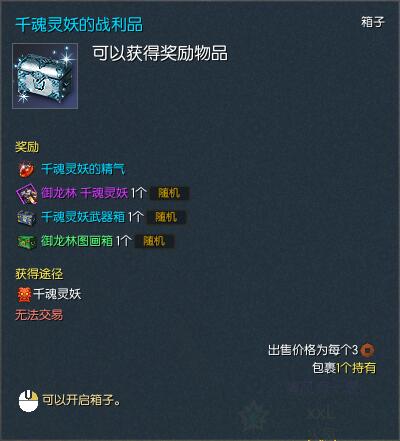 千魂灵妖的战利品
箱子
可以获得奖励物品
奖励
千魂灵妖的精气
御龙林 千魂灵妖 1个 随机
千魂灵妖武器箱 1个 随机
御龙林图画箱 1个 随机
获得途径
千魂灵妖
无法交易
出售价格为每个3
包裹1个持有
XXL
可以开启箱子。